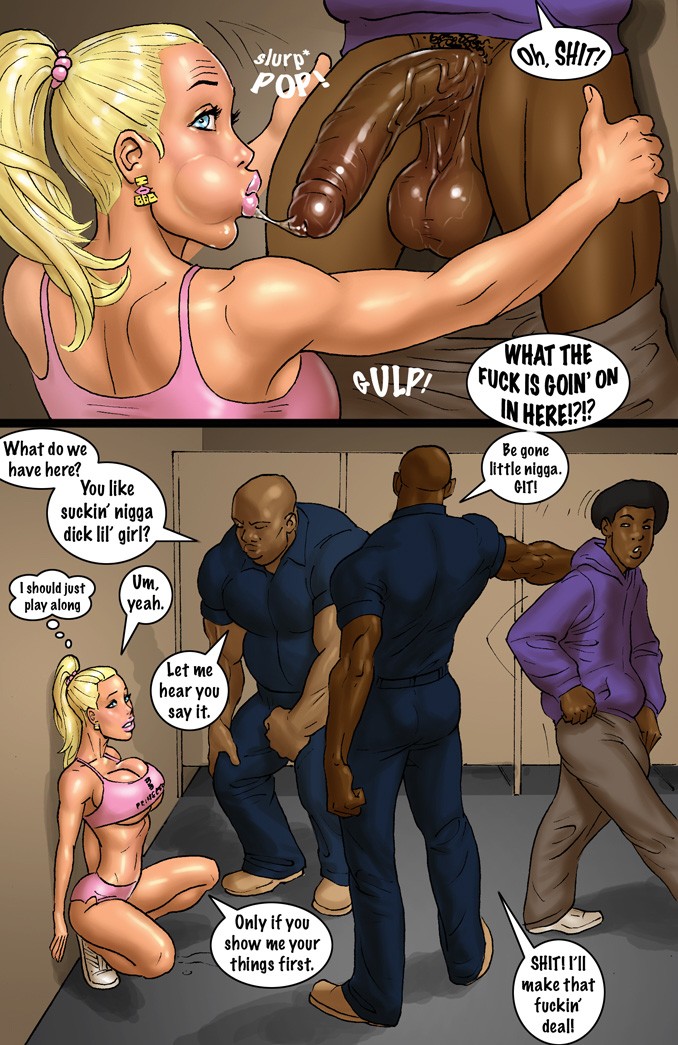 slurp*
POP!
Oh, SHIT!
GULP!
WHAT THE
FUCK IS GOIN' ON
IN HERE!?!?
What do we
have here?
You like
suckin' nigga
dick lil' girl?
Be gone
little nigga.
GIT!
I should just
play along
Um,
yeah.
Let me
hear you
say it.
Only if you
show me your
things first.
SHIT! I'll
make that
fuckin'
deal!